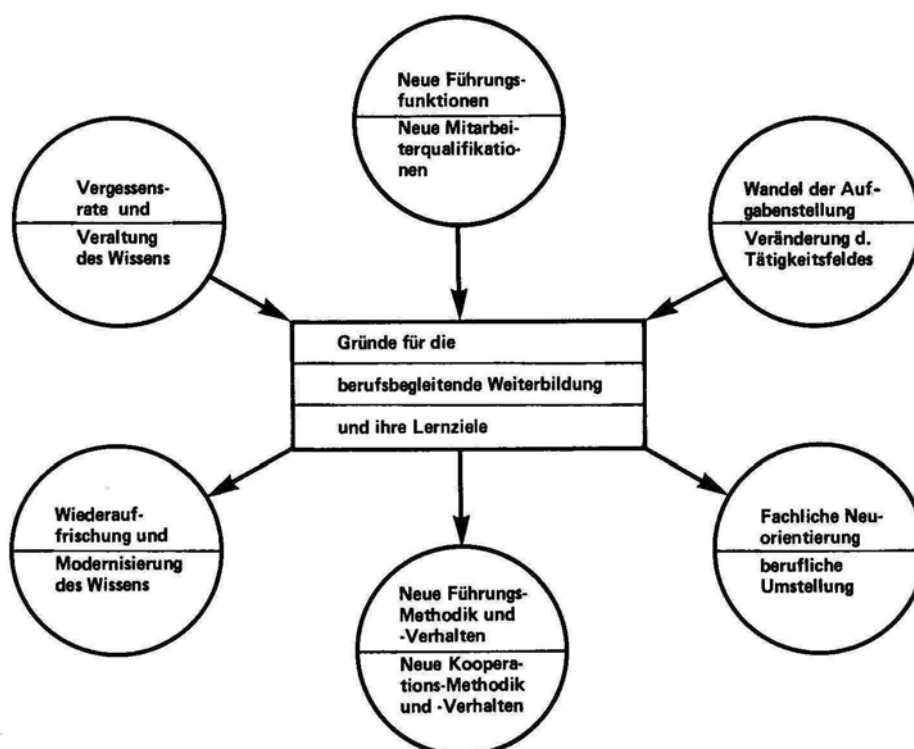 Neue Führungs-
funktionen
Neue Mitarbei-
terqualifikatio-
nen
Vergessens-
rate und
Veraltung
des Wissens
Wandel der Auf-
gabenstellung
Veränderung d.
Tätigkeitsfeldes
Gründe für die
berufsbegleitende Weiterbildung
und ihre Lernziele
Wiederauf-
frischung und
Modernisierung
des Wissens
Neue Führungs-
Methodik und
-Verhalten
Neue Koopera-
tions-Methodik
und -Verhalten
Fachliche Neu-
orientierung
berufliche
Umstellung